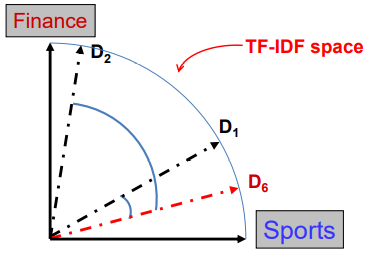 Finance
D2
TF-IDF space
D1
D6
Sports